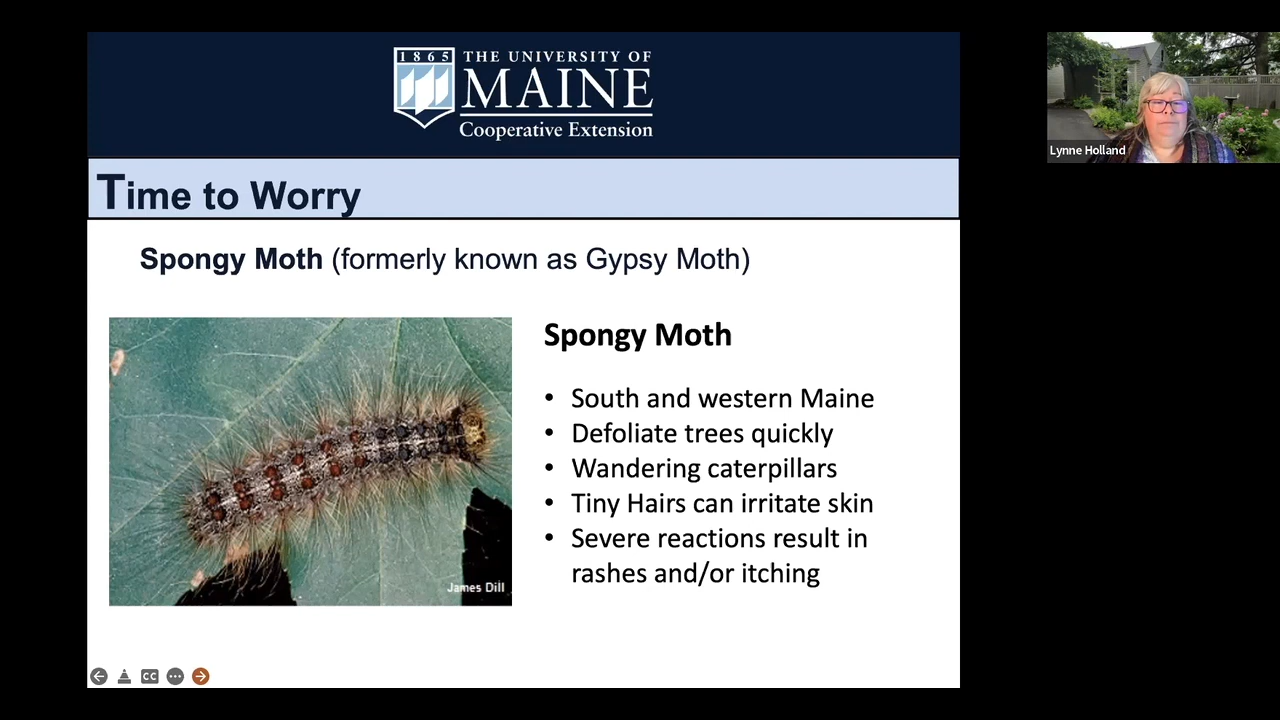 1865
THE UNIVERSITY OF
MAINE
Cooperative Extension
Time to Worry
Spongy Moth (formerly known as Gypsy Moth)
Spongy Moth
• South and western Maine
• Defoliate trees quickly
• Wandering caterpillars
• Tiny Hairs can irritate skin
• Severe reactions result in
rashes and/or itching
James Dill
CC
Lynne Holland